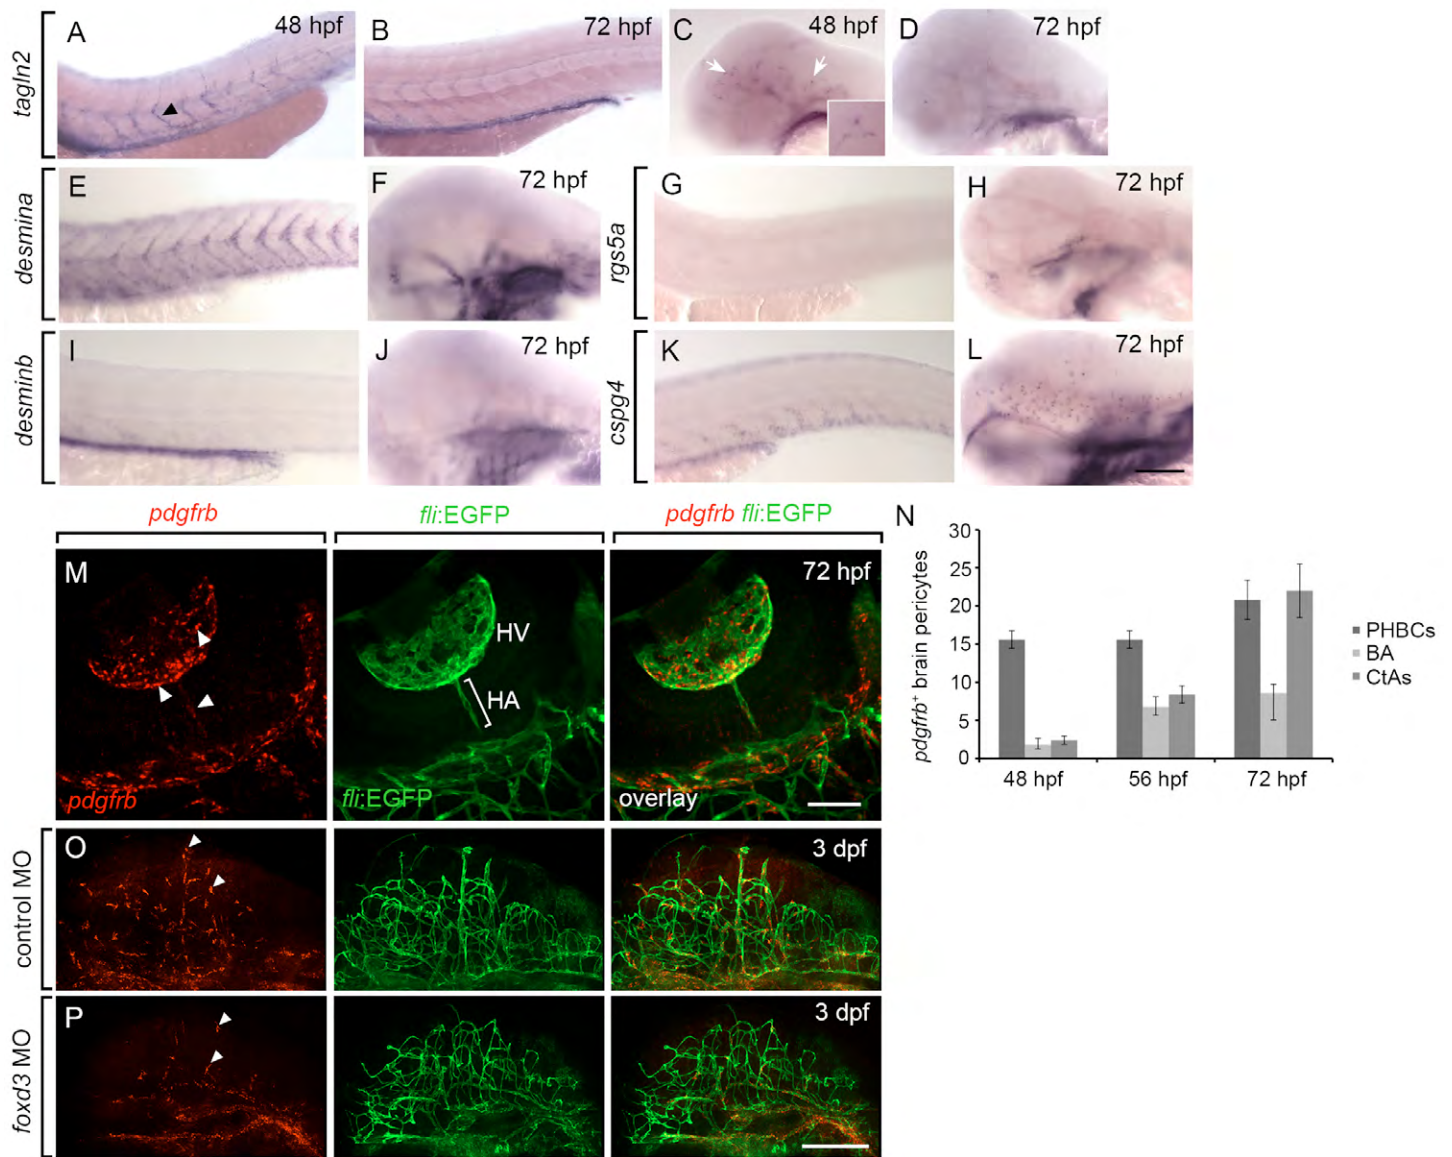 tagln2
A
48 hpf
B
72 hpf
C
48 hpf
D
72 hpf
desmina
E
F
72 hpf
rgs5a
G
H
72 hpf
desminb
I
J
72 hpf
cspg4
K
L
72 hpf
pdgfrb
fli:EGFP
pdgfrb fli:EGFP
M
pdgfrb
HV
HA
fli:EGFP
72 hpf
overlay
N
pdgfrb+ brain pericytes
30
25
20
15
10
5
0
48 hpf
56 hpf
72 hpf
PHBCs
BA
CtAs
control MO
O
3 dpf
foxd3 MO
P
3 dpf